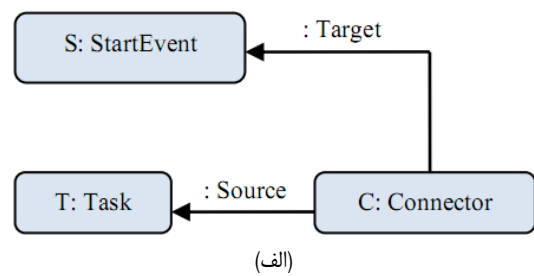 S: StartEvent
: Target
T: Task
: Source
C: Connector
(الف)